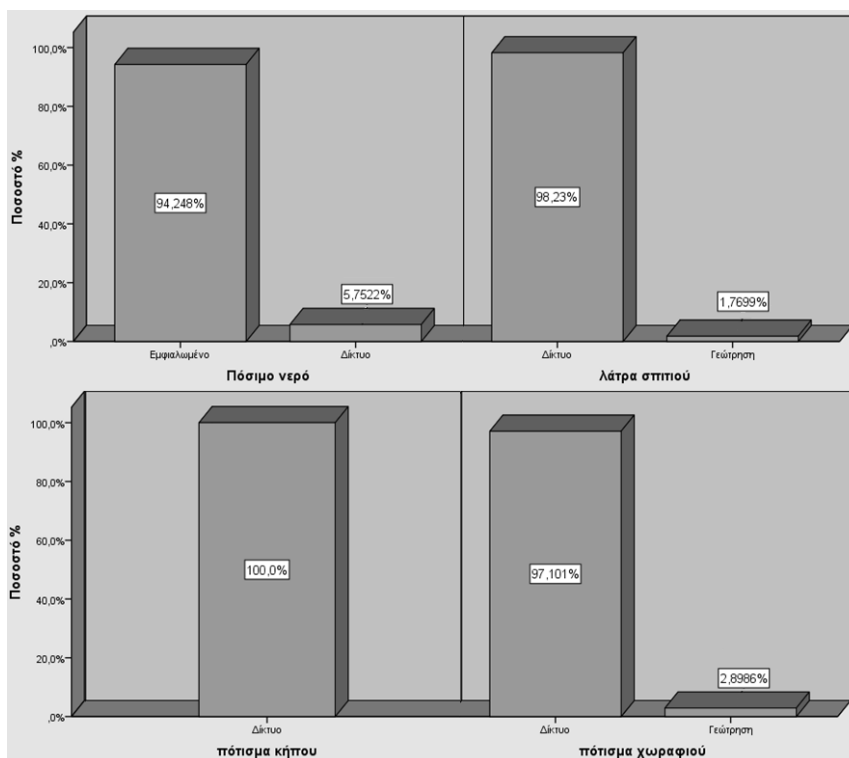 Ποσοστό %
100,0%
80,0%
60,0%
40,0%
20,0%
,0%
94,248%
5,7522%
98,23%
1,7699%
Εμφιαλωμένο
Δίκτυο
Δίκτυο
Γεώτρηση
Πόσιμο νερό
λάτρα σπιτιού
Ποσοστό %
100,0%
80,0%
60,0%
40,0%
20,0%
,0%
100,0%
97,101%
2,8986%
Δίκτυο
Δίκτυο
Γεώτρηση
πότισμα κήπου
πότισμα χωραφιού